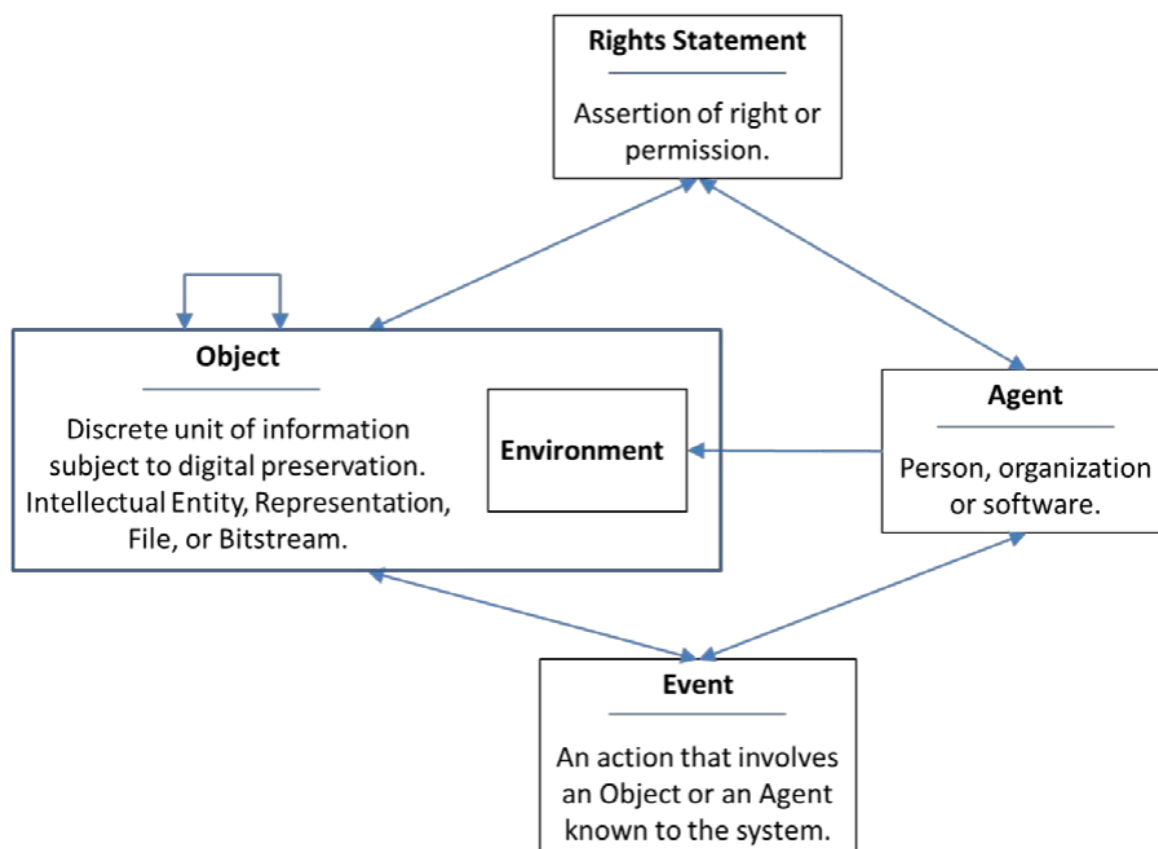 Rights Statement
Assertion of right or
permission.
Object
Discrete unit of information
subject to digital preservation.
Intellectual Entity, Representation,
File, or Bitstream.
Environment
Agent
Person, organization
or software.
Event
An action that involves
an Object or an Agent
known to the system.